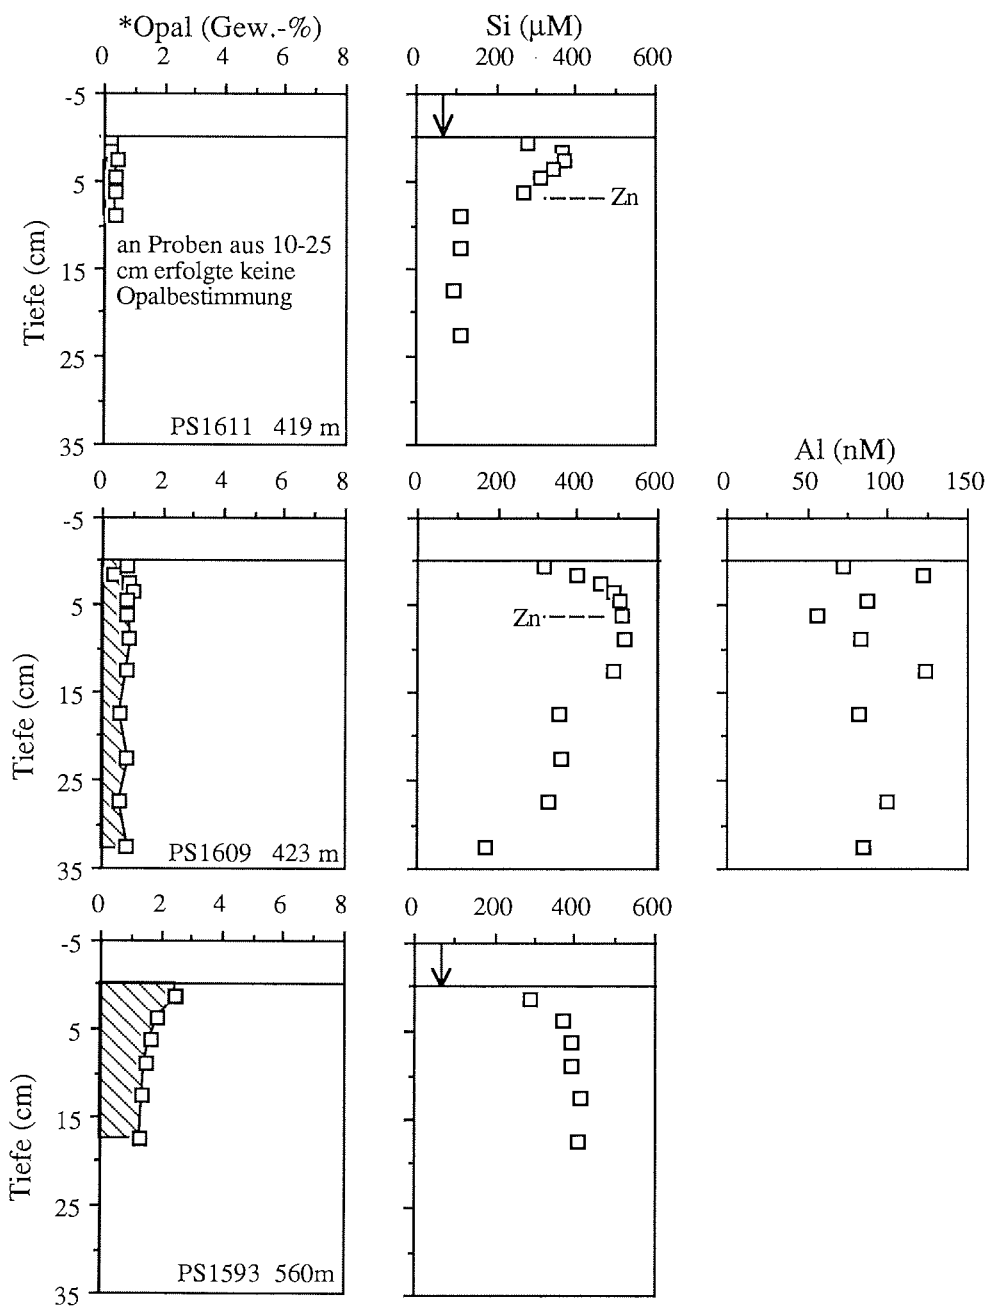 *Opal (Gew.-%)
Si (µM)
0 2 4 6 8
0 200 400 600
-5
5
15
25
35
Tiefe (cm)
Zn
an Proben aus 10-25
cm erfolgte keine
Opalbestimmung
PS1611 419 m
Al (nM)
0 2 4 6 8
0 200 400 600
0 50 100 150
-5
5
15
25
35
Tiefe (cm)
Zn
PS1609 423 m
0 2 4 6 8
0 200 400 600
-5
5
15
25
35
Tiefe (cm)
PS1593 560m